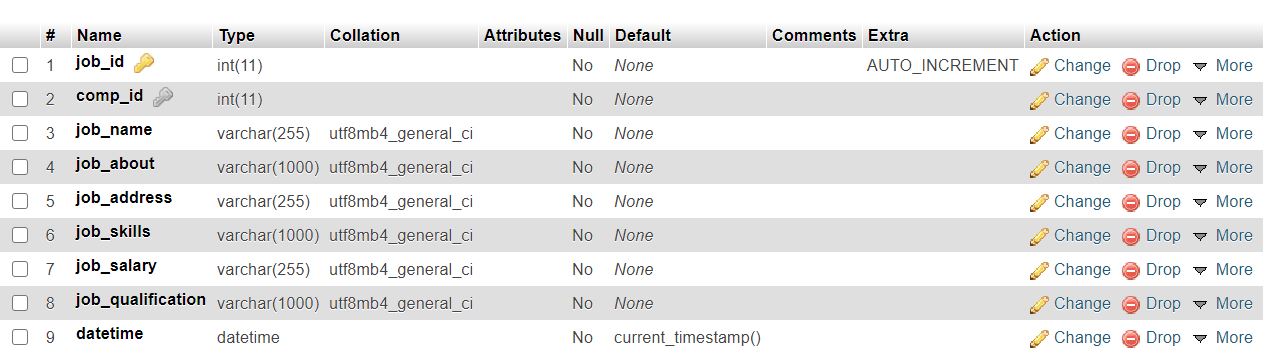 # Name Type Collation Attributes Null Default Comments Extra Action
1 job_id int(11) No None AUTO_INCREMENT Change Drop More
2 comp_id int(11) No None Change Drop More
3 job_name varchar(255) utf8mb4_general_ci No None Change Drop More
4 job_about varchar(1000) utf8mb4_general_ci No None Change Drop More
5 job_address varchar(255) utf8mb4_general_ci No None Change Drop More
6 job_skills varchar(1000) utf8mb4_general_ci No None Change Drop More
7 job_salary varchar(255) utf8mb4_general_ci No None Change Drop More
8 job_qualification varchar(1000) utf8mb4_general_ci No None Change Drop More
9 datetime datetime No current_timestamp() Change Drop More